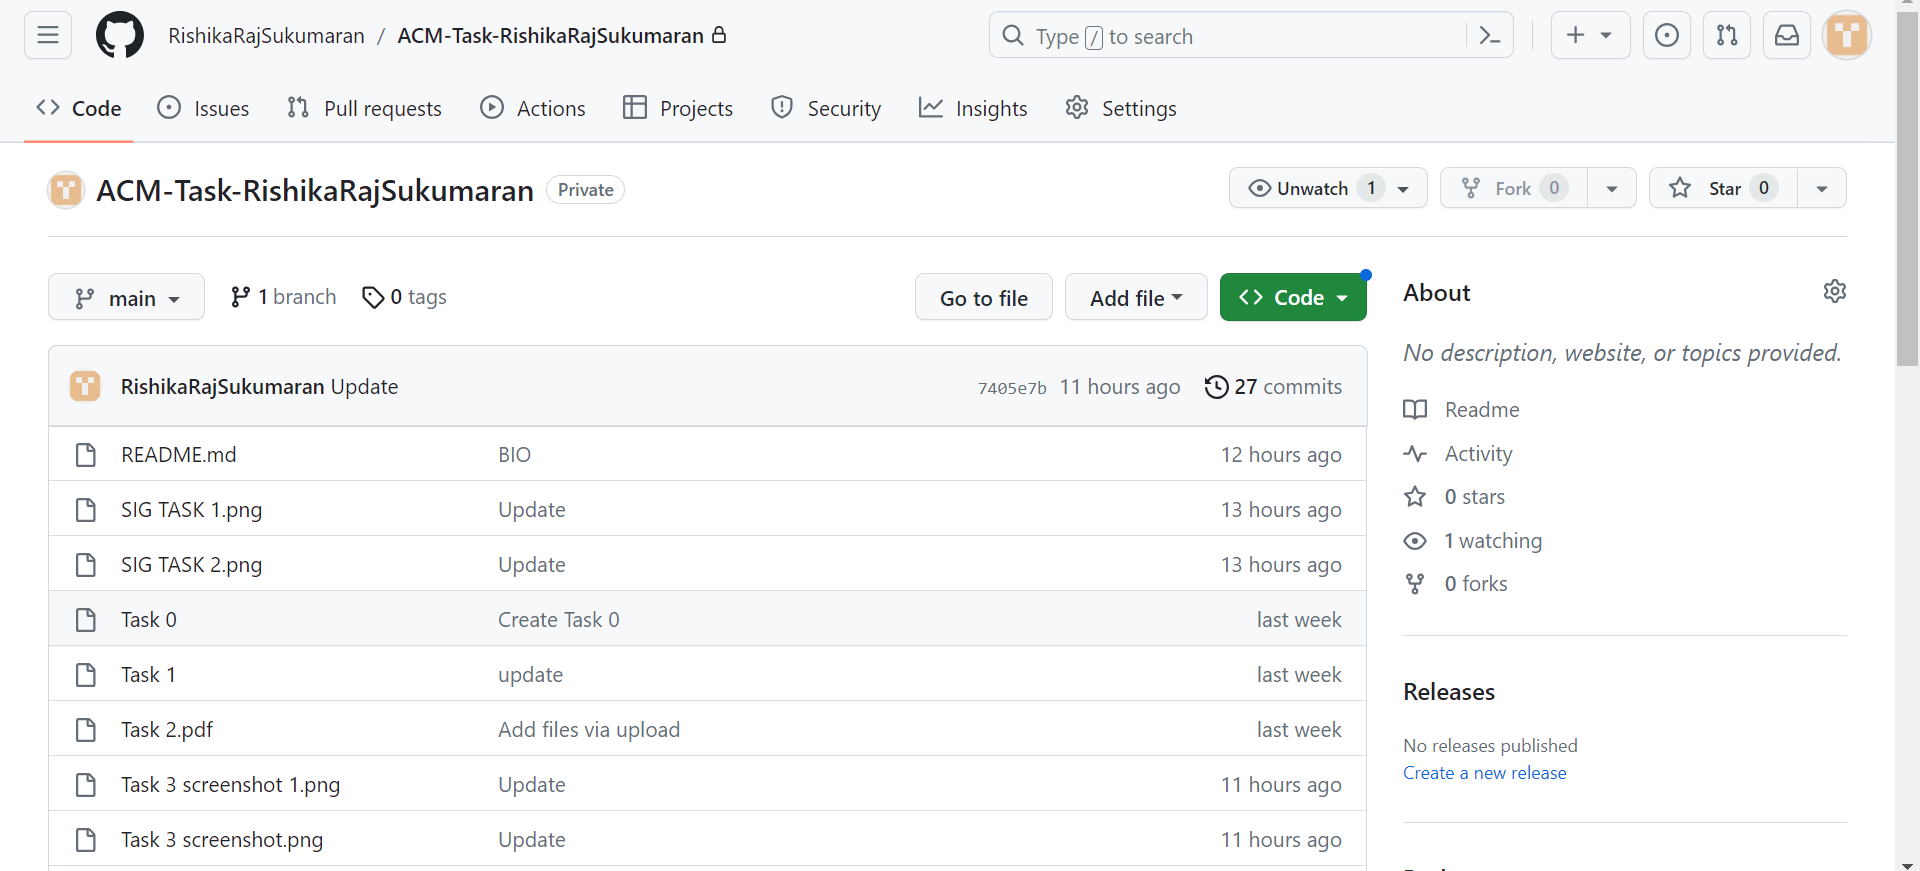 RishikaRajSukumaran / ACM-Task-RishikaRajSukumaran
Type / to search
Code Issues Pull requests Actions Projects Security Insights Settings
ACM-Task-RishikaRajSukumaran Private
Unwatch 1 Fork 0 Star 0
main 1 branch 0 tags Go to file Add file Code
RishikaRajSukumaran Update 7405e7b 11 hours ago 27 commits
README.md BIO 12 hours ago
SIG TASK 1.png Update 13 hours ago
SIG TASK 2.png Update 13 hours ago
Task 0 Create Task 0 last week
Task 1 update last week
Task 2.pdf Add files via upload last week
Task 3 screenshot 1.png Update 11 hours ago
Task 3 screenshot.png Update 11 hours ago
About
No description, website, or topics provided.
Readme
Activity
0 stars
1 watching
0 forks
Releases
No releases published
Create a new release